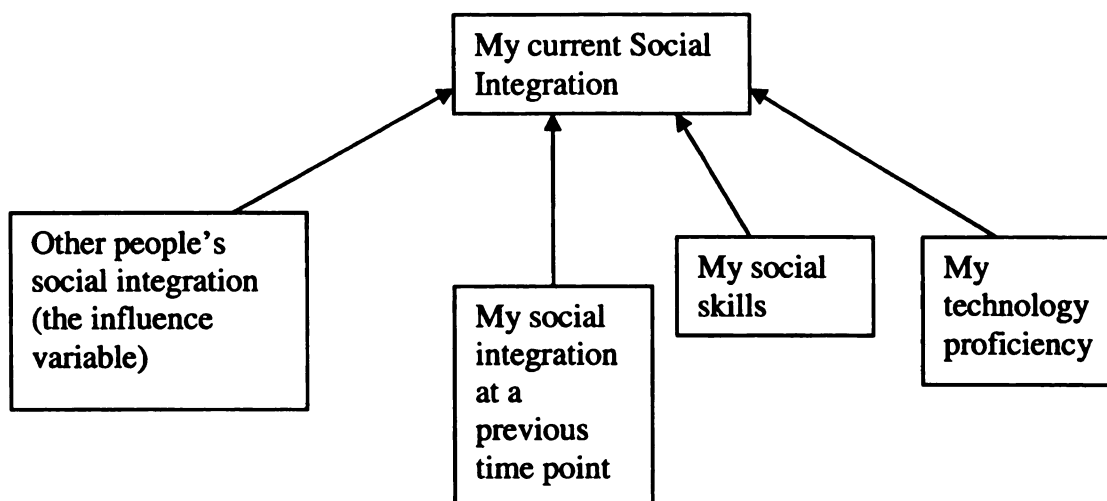 My current Social
Integration
Other people's
social integration
(the influence
variable)
My social
integration
at a
previous
time point
My social
skills
My
technology
proficiency